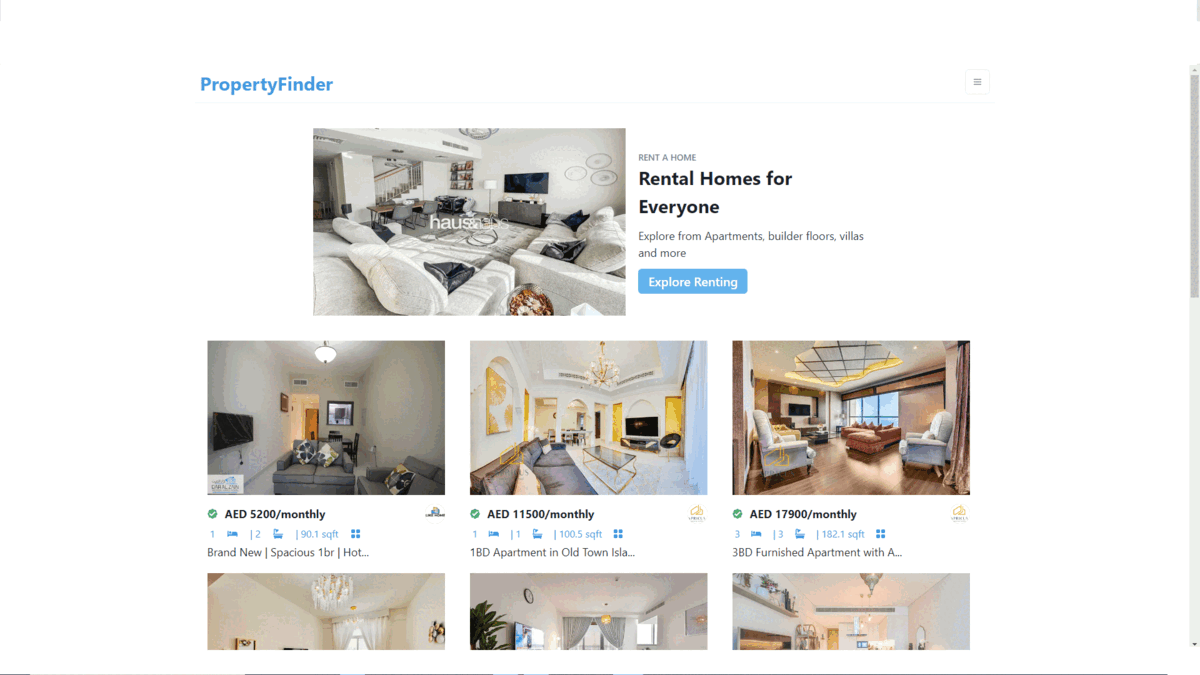 PropertyFinder
RENT A HOME
Rental Homes for
Everyone
Explore from Apartments, builder floors, villas
and more
Explore Renting
AED 5200/monthly
1 | 2 | 90.1 sqft
Brand New | Spacious 1br | Hot...
AED 11500/monthly
1 | 1 | 100.5 sqft
1BD Apartment in Old Town Isla...
AED 17900/monthly
3 | 3 | 182.1 sqft
3BD Furnished Apartment with A...